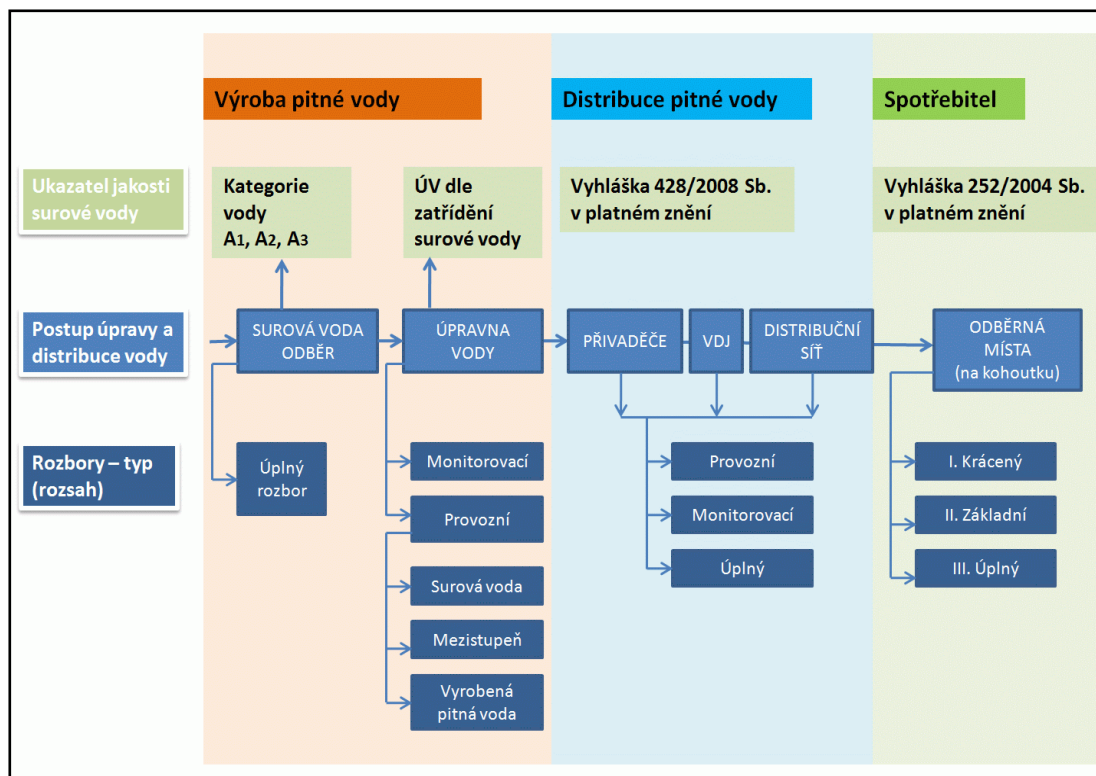 Výroba pitné vody
Distribuce pitné vody
Spotřebitel
Ukazatel jakosti
surové vody
Kategorie
vody
A1, A2, A3
ÚV dle
zatřídění
surové vody
Vyhláška 428/2008 Sb.
v platném znění
Vyhláška 252/2004 Sb.
v platném znění
Postup úpravy a
distribuce vody
SUROVÁ VODA
ODBĚR
ÚPRAVNA
VODY
PŘIVADĚČE
VDJ
DISTRIBUČNÍ
SÍŤ
ODBĚRNÁ
MÍSTA
(na kohoutku)
Rozbory – typ
(rozsah)
Úplný
rozbor
Monitorovací
Provozní
Surová voda
Mezistupeň
Vyrobená
pitná voda
Provozní
Monitorovací
Úplný
I. Krácený
II. Základní
III. Úplný